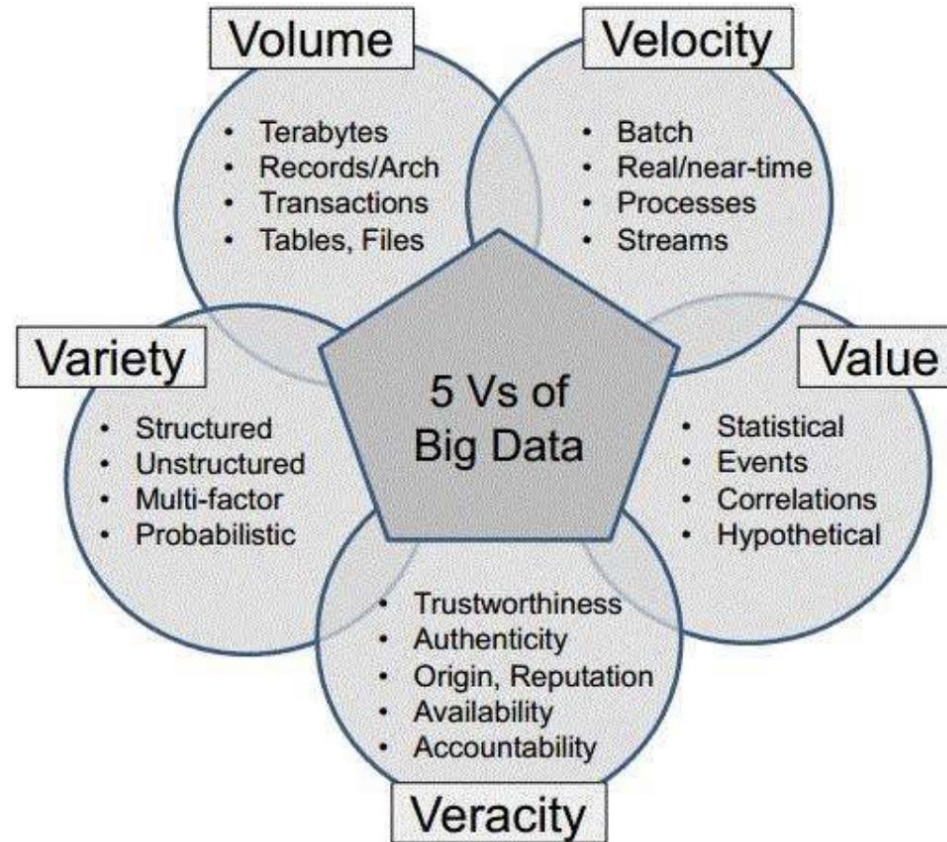 Volume
• Terabytes
• Records/Arch
• Transactions
• Tables, Files
Velocity
• Batch
• Real/near-time
• Processes
• Streams
Variety
• Structured
• Unstructured
• Multi-factor
• Probabilistic
5 Vs of
Big Data
Value
• Statistical
• Events
• Correlations
• Hypothetical
• Trustworthiness
• Authenticity
• Origin, Reputation
• Availability
• Accountability
Veracity